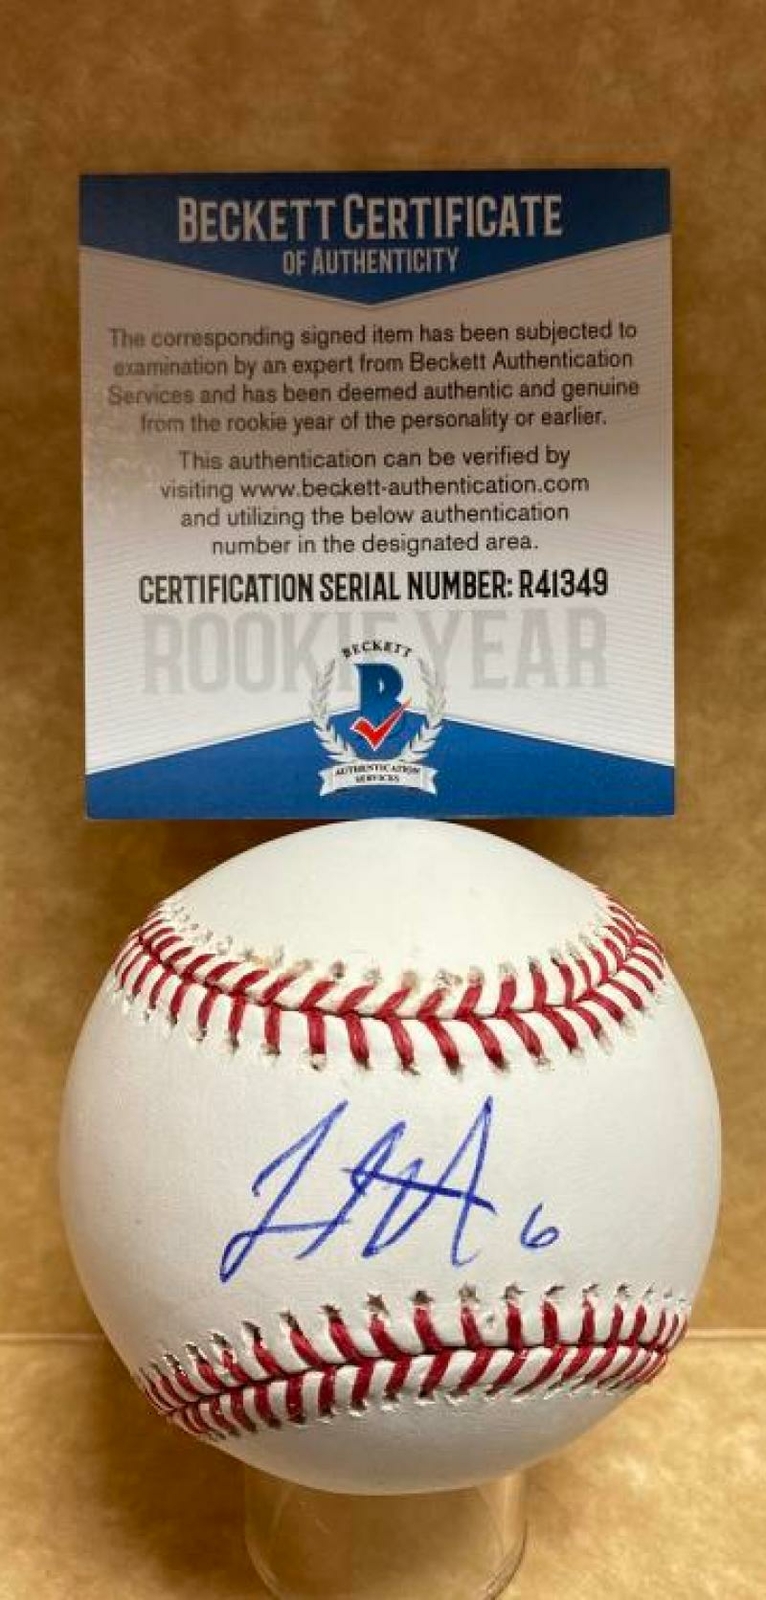 BECKETT CERTIFICATE
OF AUTHENTICITY
The corresponding signed item has been subjected to
examination by an expert from Beckett Authentication
Services and has been deemed authentic and genuine
from the rookie year of the personality or earlier.
This authentication can be verified by
visiting www.beckett-authentication.com
and utilizing the below authentication
number in the designated area.
CERTIFICATION SERIAL NUMBER: R41349
ROOKIE YEAR
BECKETT
B
AUTHENTICATION
SERVICES
6